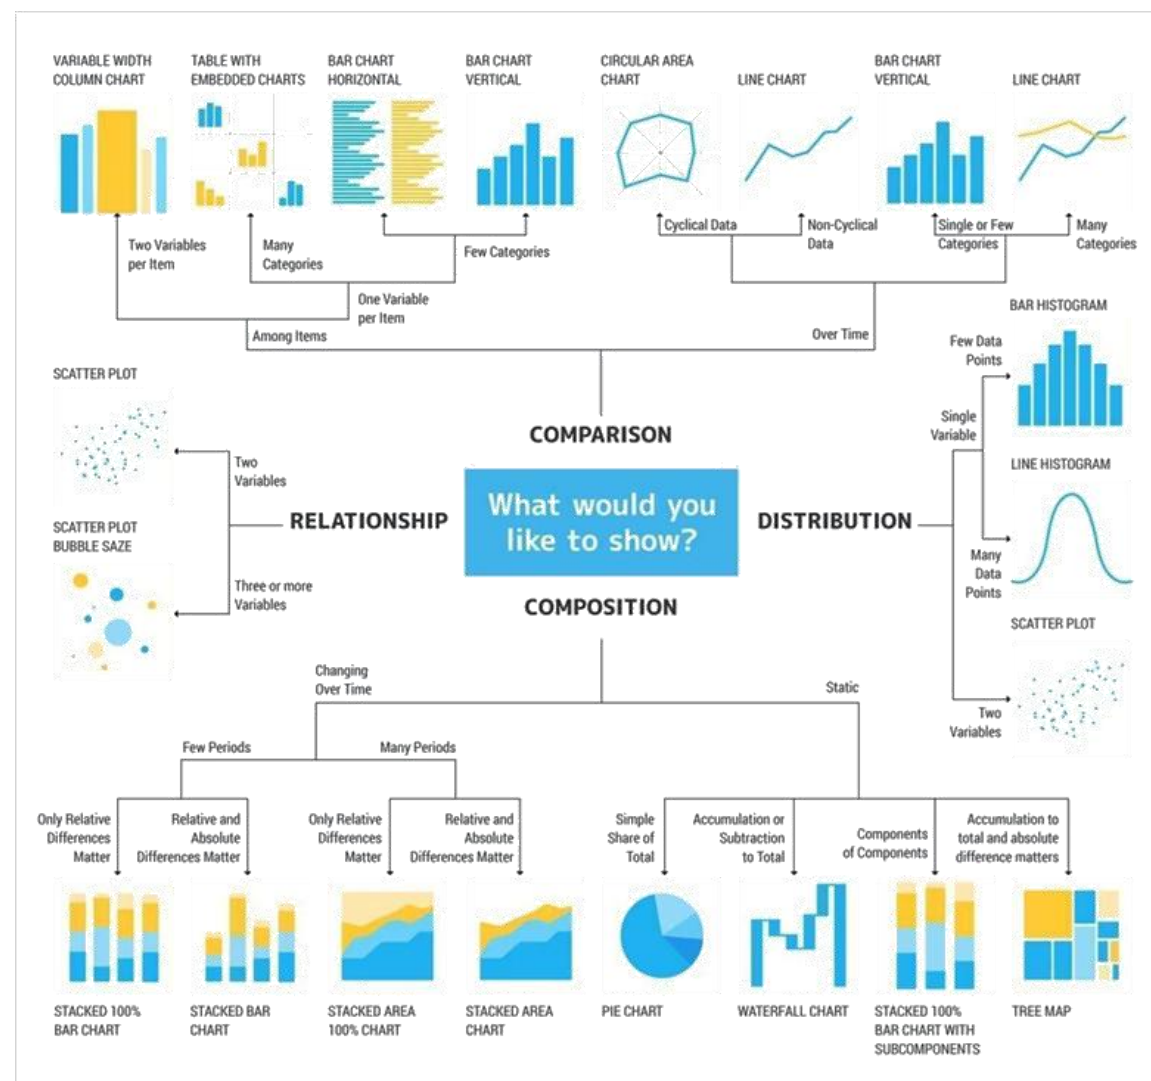 VARIABLE WIDTH
COLUMN CHART
TABLE WITH
EMBEDDED CHARTS
BAR CHART
HORIZONTAL
BAR CHART
VERTICAL
CIRCULAR AREA
CHART
LINE CHART
BAR CHART
VERTICAL
LINE CHART
Two Variables
per Item
Many
Categories
Few Categories
One Variable
per Item
Among Items
Cyclical Data
Non-Cyclical
Data
Single or Few
Categories
Many
Categories
Over Time
COMPARISON
What would you
like to show?
SCATTER PLOT
Two
Variables
SCATTER PLOT
BUBBLE SAZE
Three or more
Variables
RELATIONSHIP
DISTRIBUTION
BAR HISTOGRAM
Few Data
Points
Single
Variable
LINE HISTOGRAM
Many
Data
Points
SCATTER PLOT
Two
Variables
COMPOSITION
Changing
Over Time
Static
Few Periods
Many Periods
Only Relative
Differences
Matter
Relative and
Absolute
Differences Matter
Only Relative
Differences
Matter
Relative and
Absolute
Differences Matter
Simple
Share of
Total
Accumulation or
Subtraction
to Total
Components
of Components
Accumulation to
total and absolute
difference matters
STACKED 100%
BAR CHART
STACKED BAR
CHART
STACKED AREA
100% CHART
STACKED AREA
CHART
PIE CHART
WATERFALL CHART
STACKED 100%
BAR CHART WITH
SUBCOMPONENTS
TREE MAP